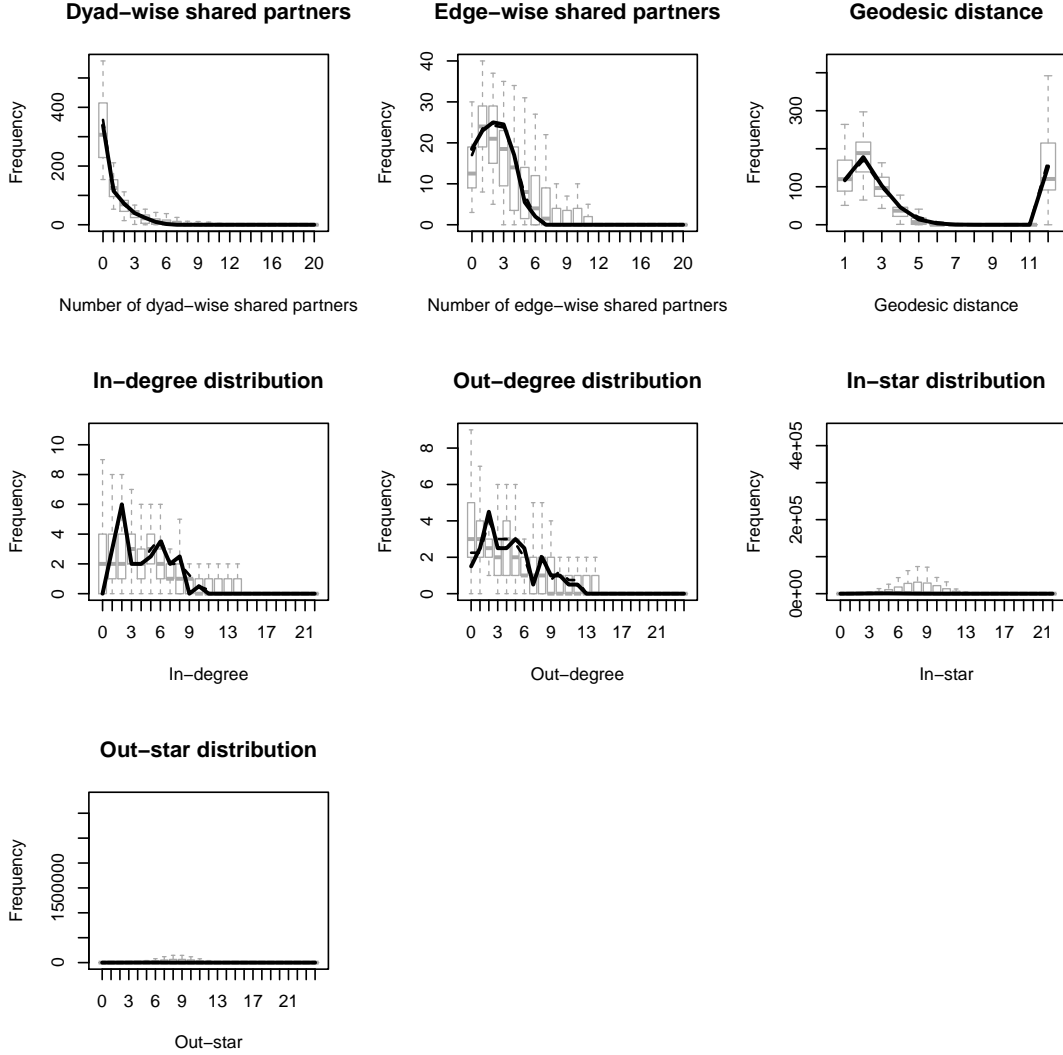 Dyad−wise shared partners
Frequency
0 200 400
0 3 6 9 12 16 20
Number of dyad−wise shared partners
Edge−wise shared partners
Frequency
0 10 20 30 40
0 3 6 9 12 16 20
Number of edge−wise shared partners
Geodesic distance
Frequency
0 100 300
1 3 5 7 9 11
Geodesic distance
In−degree distribution
Frequency
0 2 4 6 8 10
0 3 6 9 13 17 21
In−degree
Out−degree distribution
Frequency
0 2 4 6 8
0 3 6 9 13 17 21
Out−degree
In−star distribution
Frequency
0e+00 2e+05 4e+05
0 3 6 9 13 17 21
In−star
Out−star distribution
Frequency
0 1500000
0 3 6 9 13 17 21
Out−star